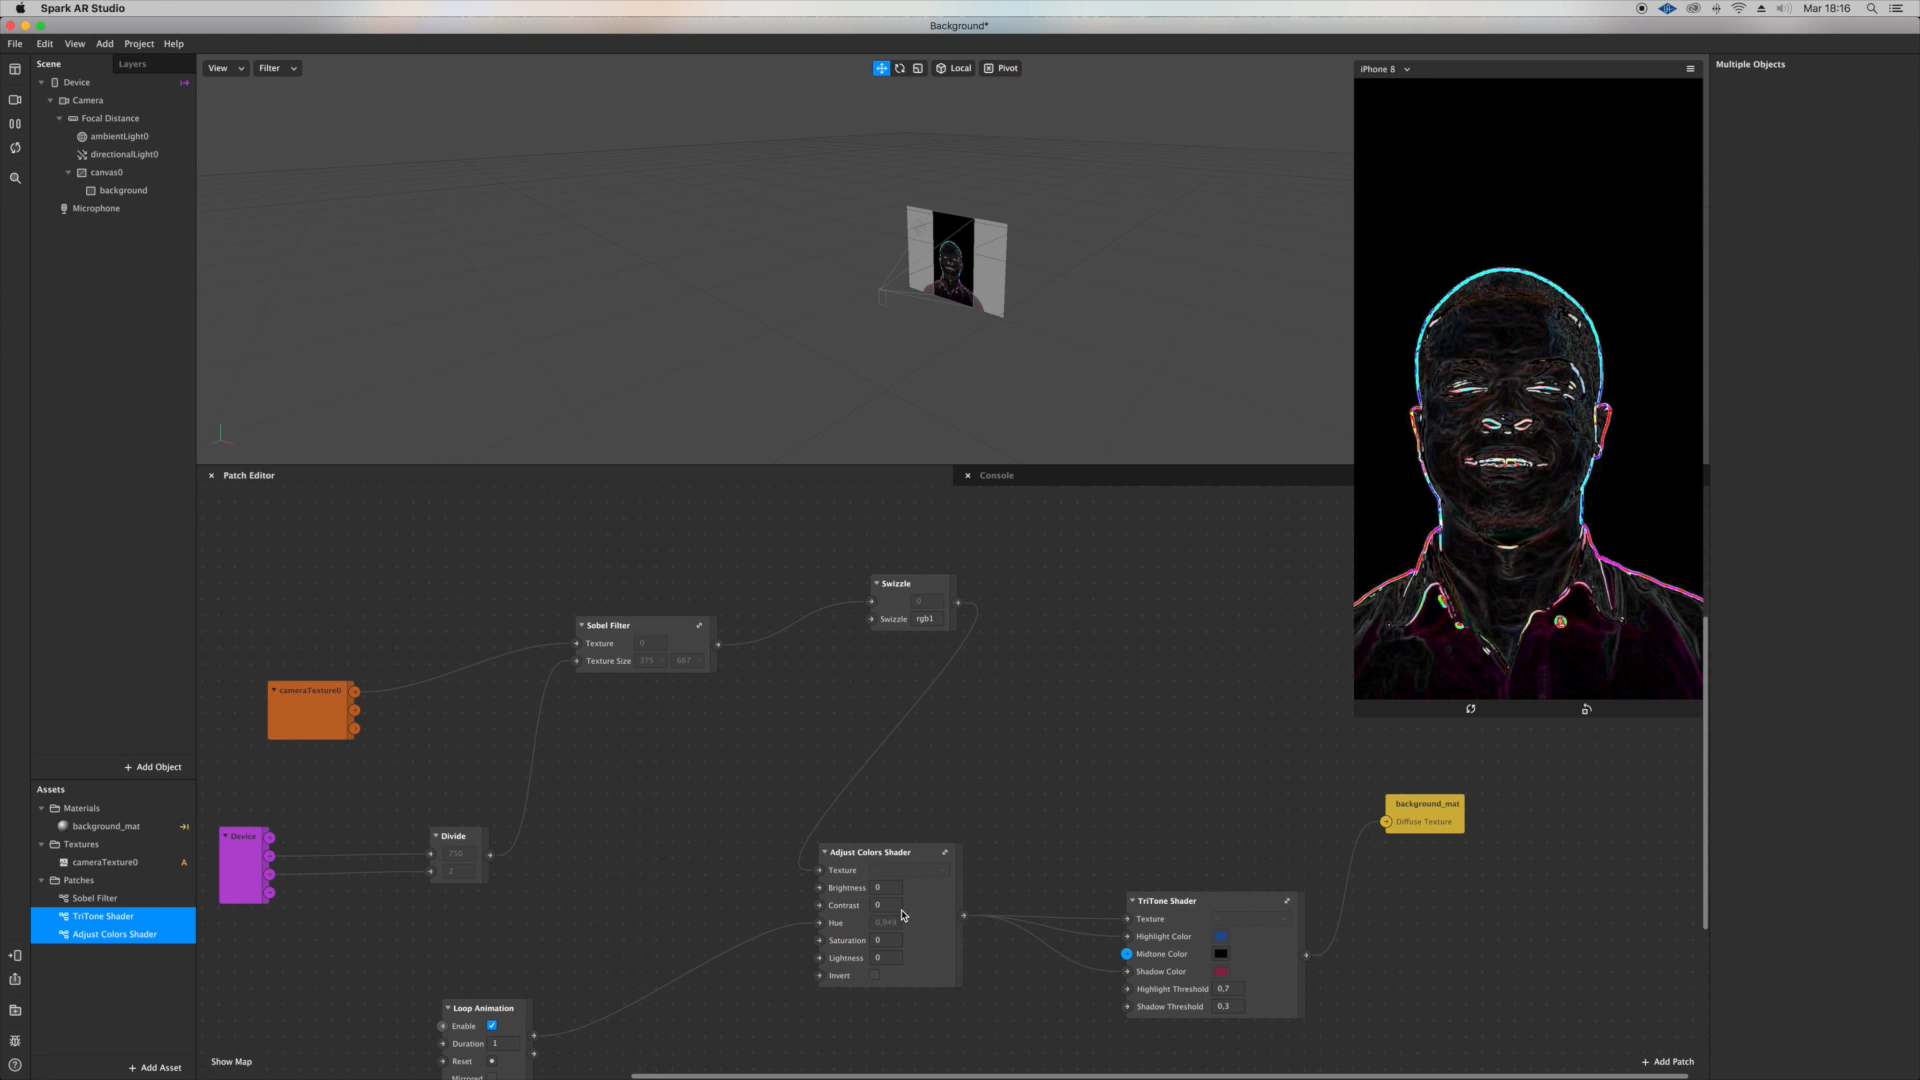 Spark AR Studio
Mar 18:16
Background*
File Edit View Add Project Help
Scene
Layers
Device
Camera
Focal Distance
ambientLight0
directionalLight0
canvas0
background
Microphone
+ Add Object
Assets
Materials
background_mat
Textures
cameraTexture0 A
Patches
Sobel Filter
TriTone Shader
Adjust Colors Shader
+ Add Asset
View
Filter
Local
Pivot
iPhone 8
Multiple Objects
× Patch Editor
× Console
Swizzle
0
Swizzle rgb1
Sobel Filter
Texture 0
Texture Size 375 667
cameraTexture0
Device
Divide
750
2
Adjust Colors Shader
Texture
Brightness 0
Contrast 0
Hue 0,949
Saturation 0
Lightness 0
Invert
TriTone Shader
Texture
Highlight Color
Midtone Color
Shadow Color
Highlight Threshold 0,7
Shadow Threshold 0,3
background_mat
Diffuse Texture
Loop Animation
Enable
Duration 1
Reset
Mirrored
Show Map
+ Add Patch